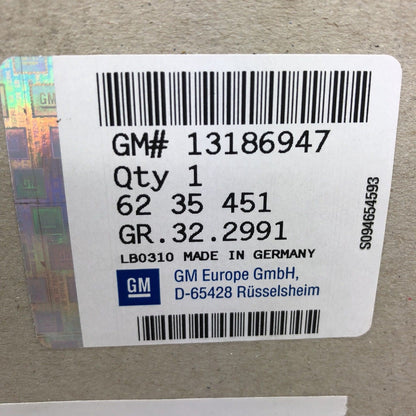 GM# 13186947
Qty 1
62 35 451
GR.32.2991
LB0310 MADE IN GERMANY
GM
GM Europe GmbH,
D-65428 Rüsselsheim
S094654593
GM